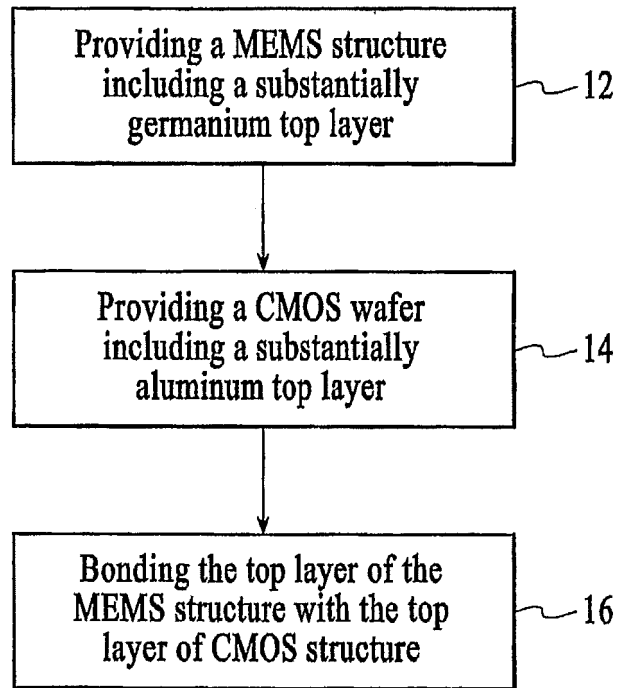 Providing a MEMS structure
including a substantially
germanium top layer
12
Providing a CMOS wafer
including a substantially
aluminum top layer
14
Bonding the top layer of the
MEMS structure with the top
layer of CMOS structure
16